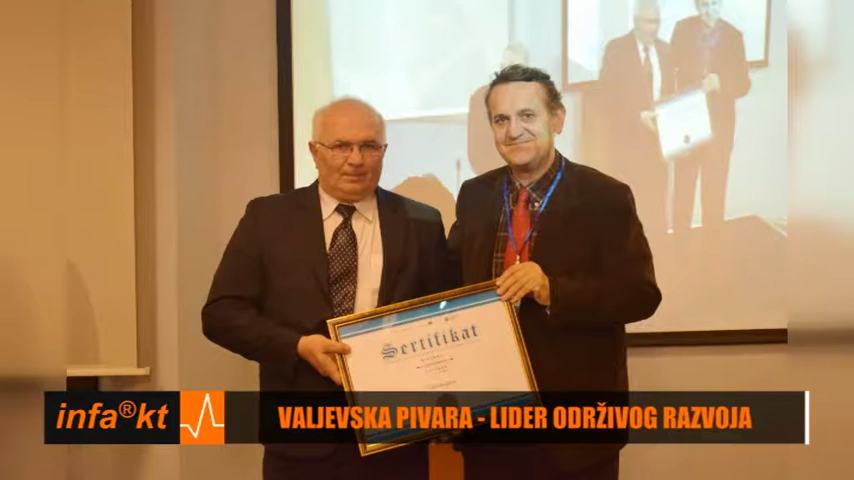 Sertifikat
infa®kt
VALJEVSKA PIVARA - LIDER ODRŽIVOG RAZVOJA